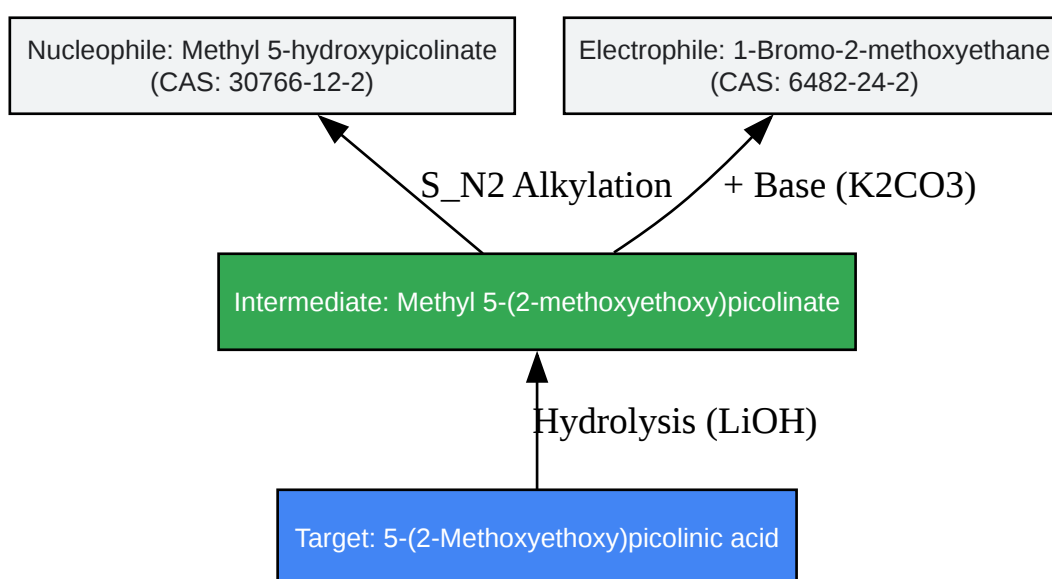 Nucleophile: Methyl 5-hydroxypicolinate
(CAS: 30766-12-2)
Electrophile: 1-Bromo-2-methoxyethane
(CAS: 6482-24-2)
S_N2 Alkylation
+ Base (K2CO3)
Intermediate: Methyl 5-(2-methoxyethoxy)picolinate
Hydrolysis (LiOH)
Target: 5-(2-Methoxyethoxy)picolinic acid